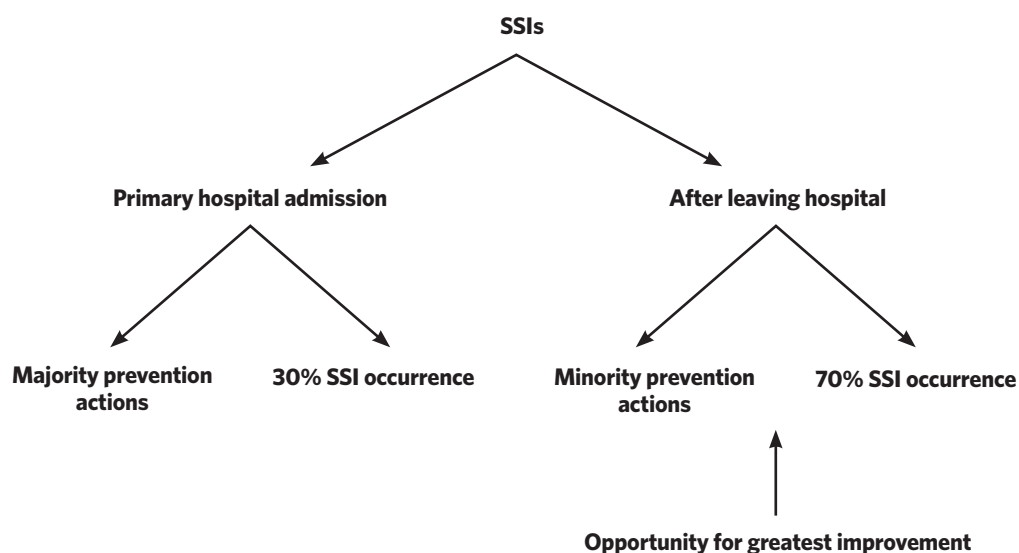 SSIs
Primary hospital admission
After leaving hospital
Majority prevention
actions
30% SSI occurrence
Minority prevention
actions
70% SSI occurrence
Opportunity for greatest improvement